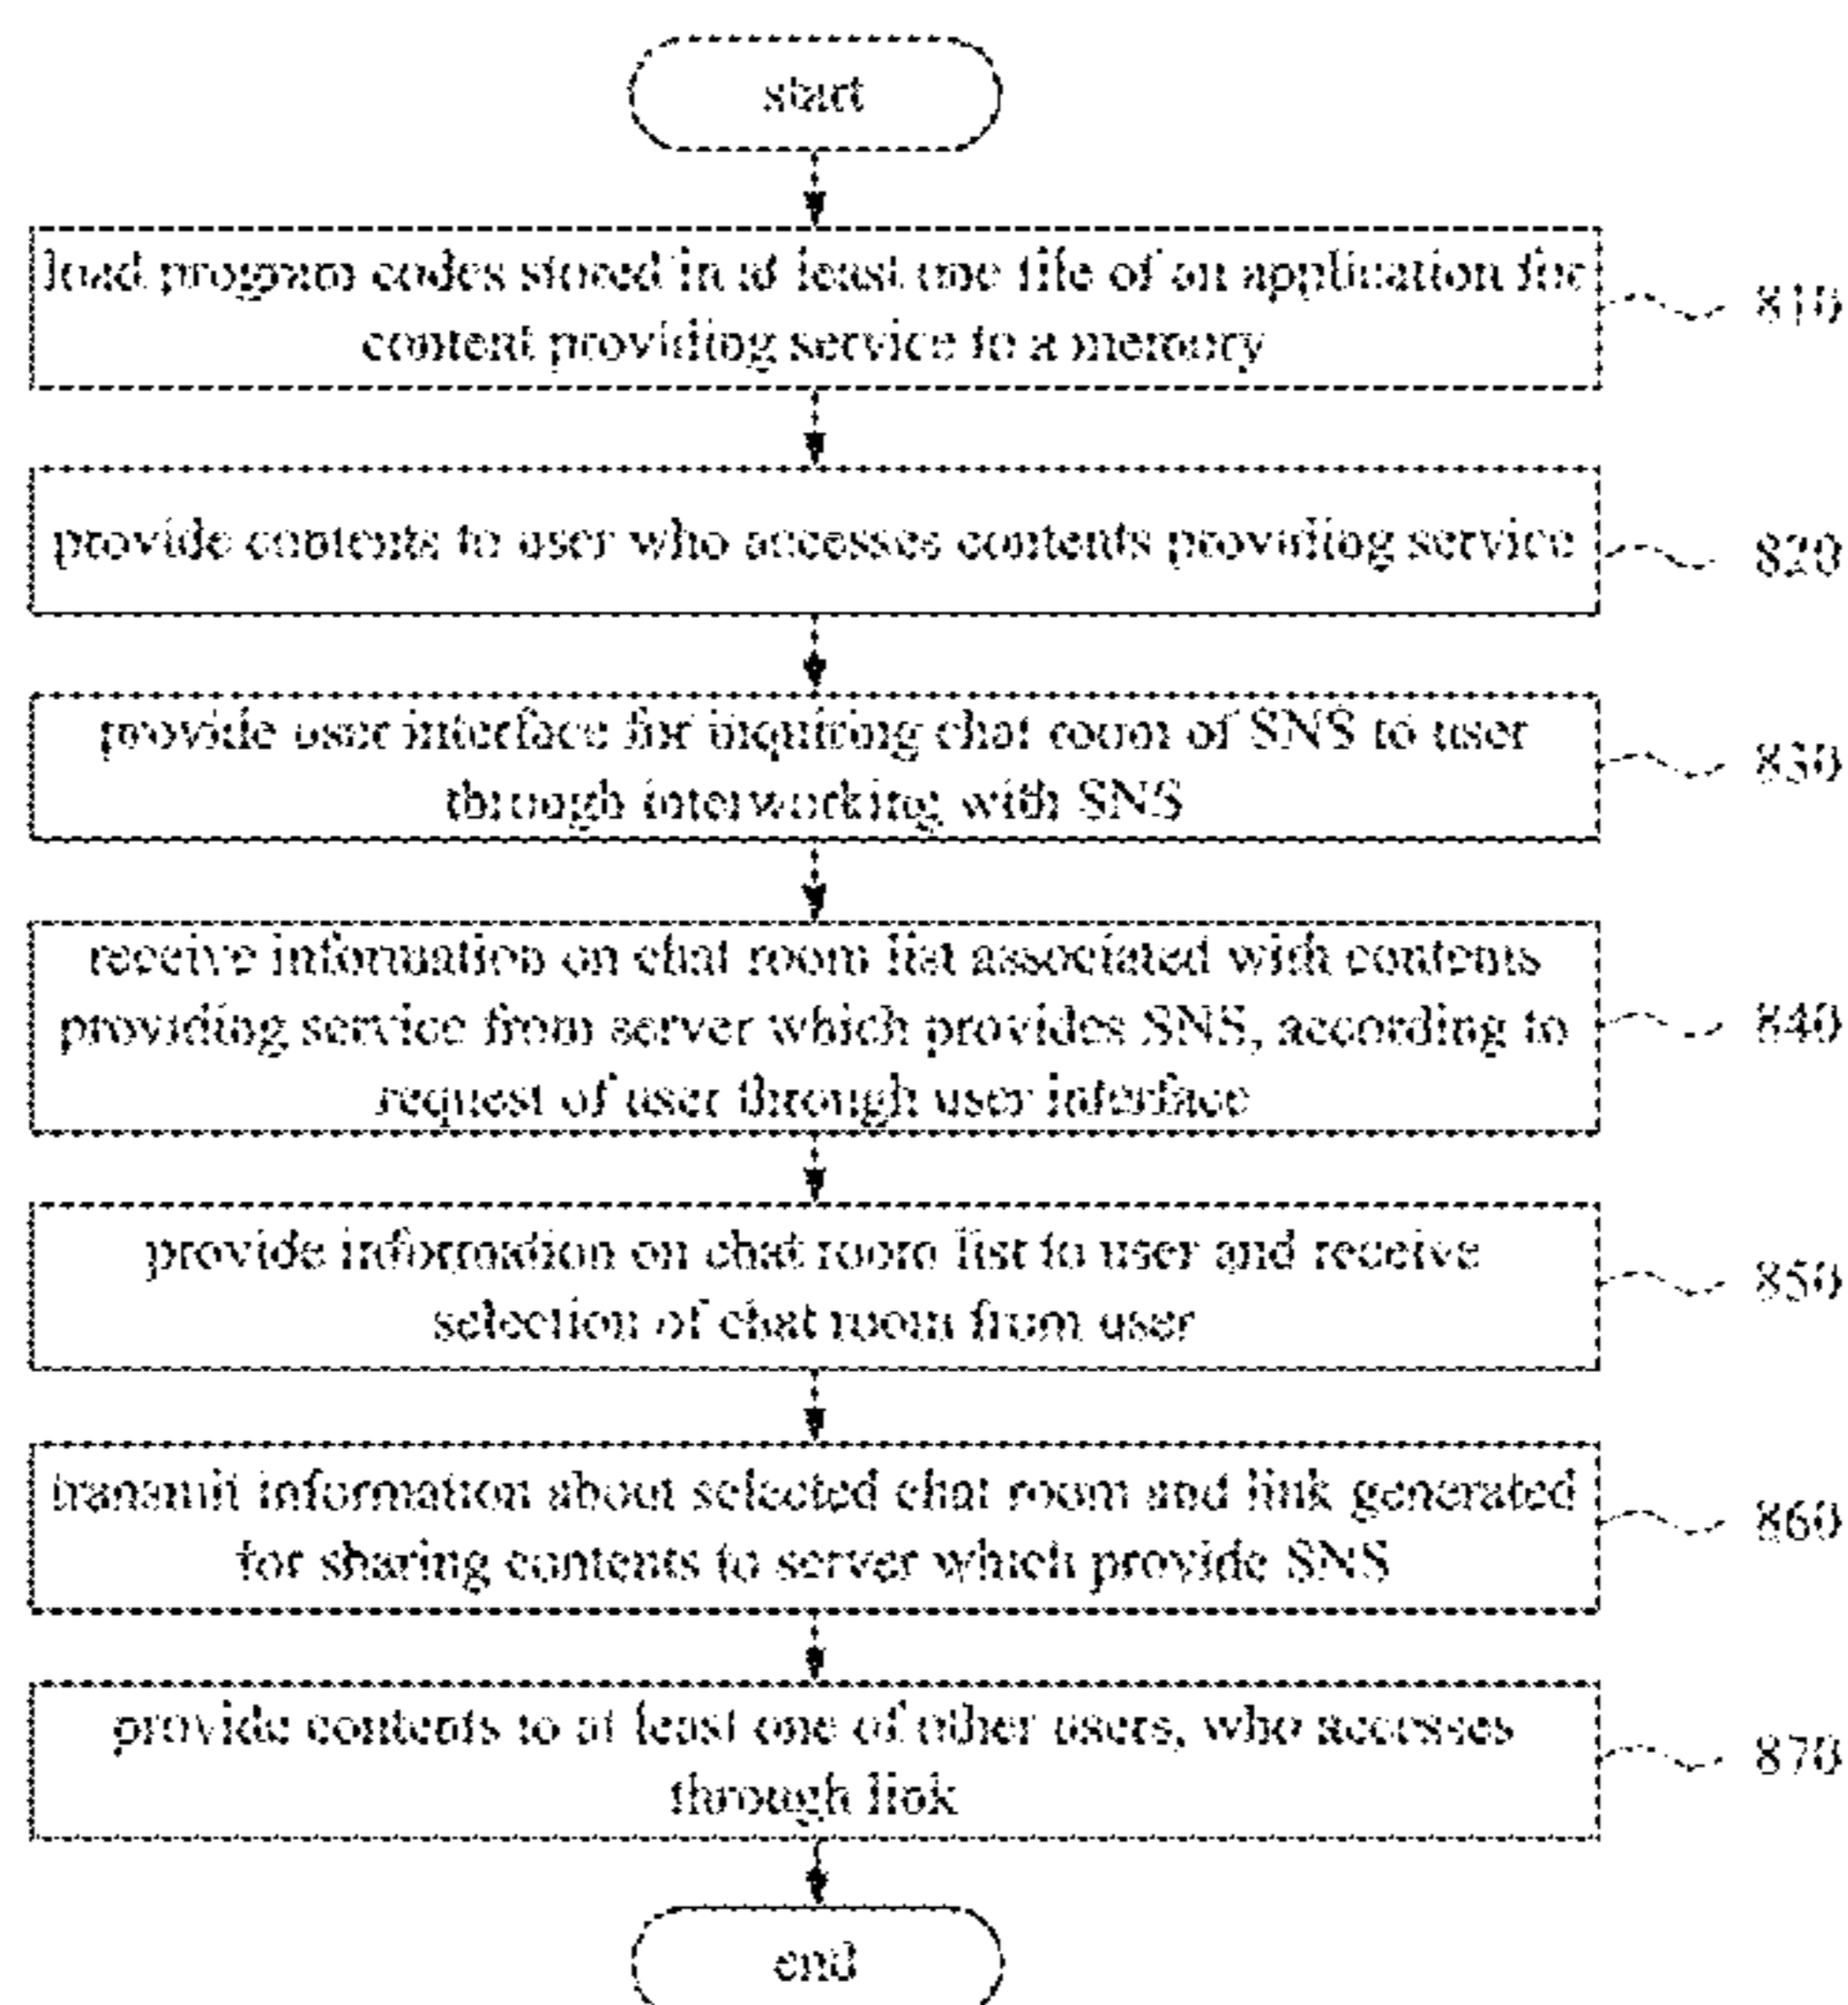 start
load program codes stored in at least one file of an application for
content providing service to a memory
810
provide contents to user who accesses contents providing service
820
provide user interface for inquiring chat room of SNS to user
through interworking with SNS
830
receive information on chat room list associated with contents
providing service from server which provides SNS, according to
request of user through user interface
840
provide information on chat room list to user and receive
selection of chat room from user
850
transmit information about selected chat room and link generated
for sharing contents to server which provide SNS
860
provide contents to at least one of other users, who accesses
through link
870
end